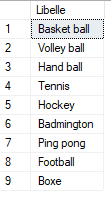 Libelle
1 Basket ball
2 Volley ball
3 Hand ball
4 Tennis
5 Hockey
6 Badmington
7 Ping pong
8 Football
9 Boxe